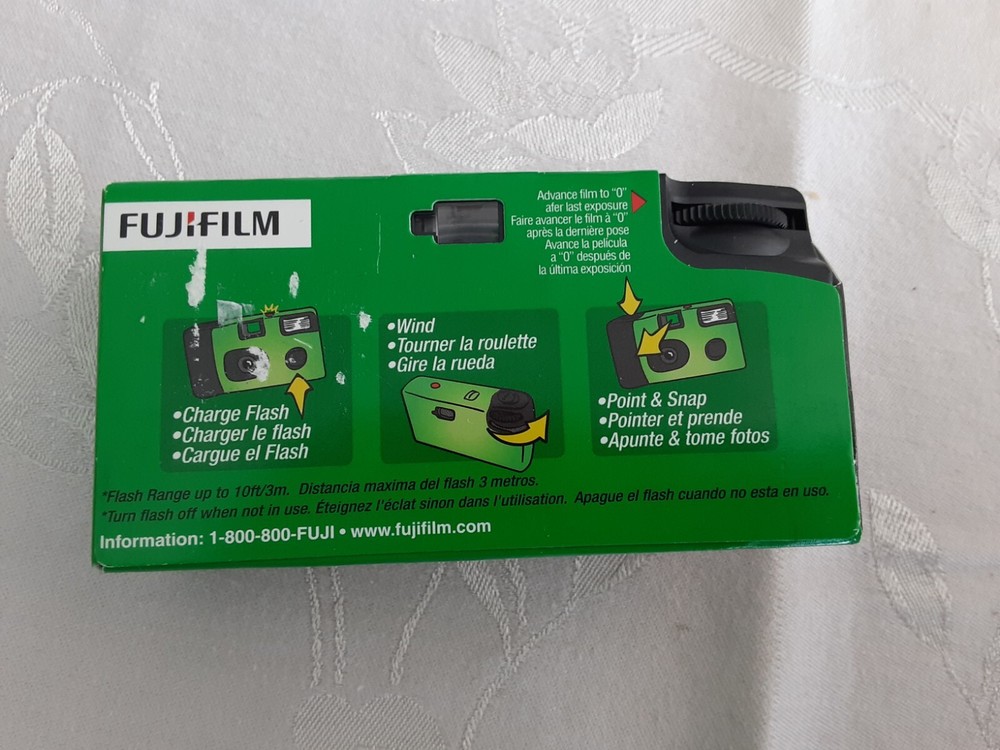 FUJIFILM
Advance film to "0"
afer last exposure
Faire avancer le film à "0"
après la dernière pose
Avance la película
a "0" después de
la última exposición
•Charge Flash
•Charger le flash
•Cargue el Flash
•Wind
•Tourner la roulette
•Gire la rueda
•Point & Snap
•Pointer et prende
•Apunte & tome fotos
*Flash Range up to 10ft/3m. Distancia maxima del flash 3 metros.
*Turn flash off when not in use. Éteignez l'éclat sinon dans l'utilisation. Apague el flash cuando no esta en uso.
Information: 1-800-800-FUJI • www.fujifilm.com